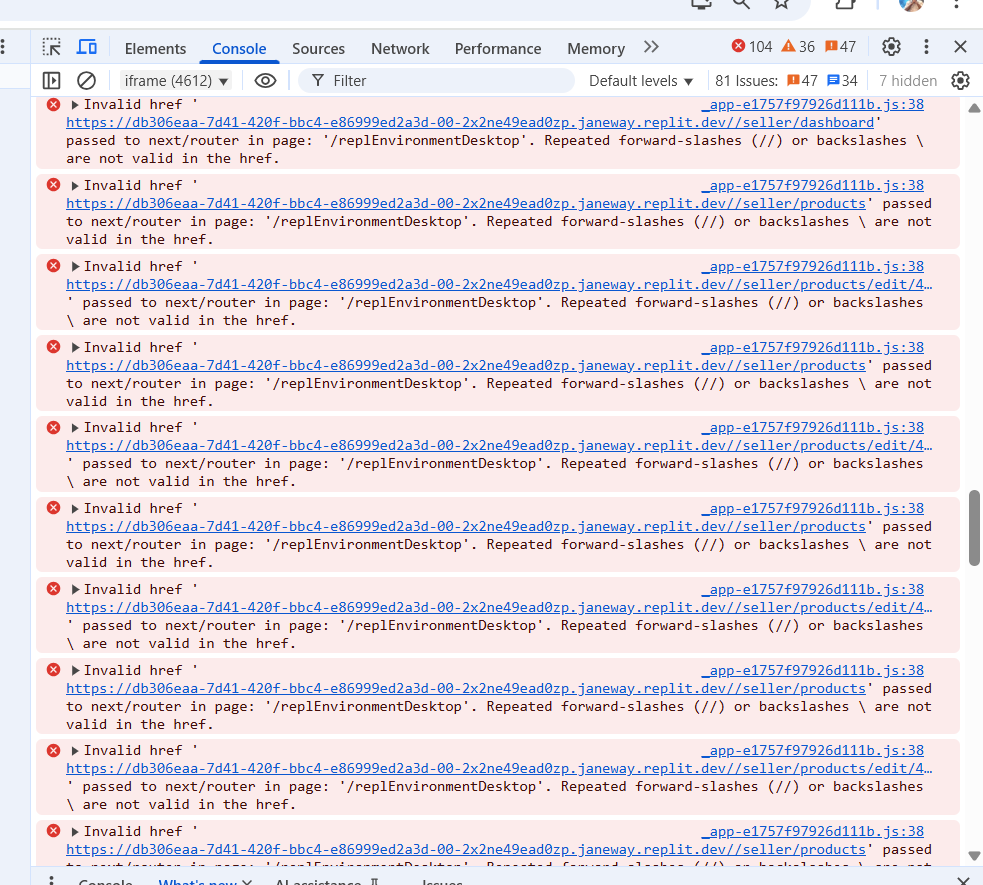 Elements Console Sources Network Performance Memory 104 36 47
iframe (4612) Filter Default levels 81 Issues: 47 34 7 hidden
Invalid href ' _app-e1757f97926d111b.js:38
https://db306eaa-7d41-420f-bbc4-e86999ed2a3d-00-2x2ne49ead0zp.janeway.replit.dev//seller/dashboard'
passed to next/router in page: '/replEnvironmentDesktop'. Repeated forward-slashes (//) or backslashes \
are not valid in the href.
Invalid href ' _app-e1757f97926d111b.js:38
https://db306eaa-7d41-420f-bbc4-e86999ed2a3d-00-2x2ne49ead0zp.janeway.replit.dev//seller/products' passed
to next/router in page: '/replEnvironmentDesktop'. Repeated forward-slashes (//) or backslashes \ are not
valid in the href.
Invalid href ' _app-e1757f97926d111b.js:38
https://db306eaa-7d41-420f-bbc4-e86999ed2a3d-00-2x2ne49ead0zp.janeway.replit.dev//seller/products/edit/4…
' passed to next/router in page: '/replEnvironmentDesktop'. Repeated forward-slashes (//) or backslashes
\ are not valid in the href.
Invalid href ' _app-e1757f97926d111b.js:38
https://db306eaa-7d41-420f-bbc4-e86999ed2a3d-00-2x2ne49ead0zp.janeway.replit.dev//seller/products' passed
to next/router in page: '/replEnvironmentDesktop'. Repeated forward-slashes (//) or backslashes \ are not
valid in the href.
Invalid href ' _app-e1757f97926d111b.js:38
https://db306eaa-7d41-420f-bbc4-e86999ed2a3d-00-2x2ne49ead0zp.janeway.replit.dev//seller/products/edit/4…
' passed to next/router in page: '/replEnvironmentDesktop'. Repeated forward-slashes (//) or backslashes
\ are not valid in the href.
Invalid href ' _app-e1757f97926d111b.js:38
https://db306eaa-7d41-420f-bbc4-e86999ed2a3d-00-2x2ne49ead0zp.janeway.replit.dev//seller/products' passed
to next/router in page: '/replEnvironmentDesktop'. Repeated forward-slashes (//) or backslashes \ are not
valid in the href.
Invalid href ' _app-e1757f97926d111b.js:38
https://db306eaa-7d41-420f-bbc4-e86999ed2a3d-00-2x2ne49ead0zp.janeway.replit.dev//seller/products/edit/4…
' passed to next/router in page: '/replEnvironmentDesktop'. Repeated forward-slashes (//) or backslashes
\ are not valid in the href.
Invalid href ' _app-e1757f97926d111b.js:38
https://db306eaa-7d41-420f-bbc4-e86999ed2a3d-00-2x2ne49ead0zp.janeway.replit.dev//seller/products' passed
to next/router in page: '/replEnvironmentDesktop'. Repeated forward-slashes (//) or backslashes \ are not
valid in the href.
Invalid href ' _app-e1757f97926d111b.js:38
https://db306eaa-7d41-420f-bbc4-e86999ed2a3d-00-2x2ne49ead0zp.janeway.replit.dev//seller/products/edit/4…
' passed to next/router in page: '/replEnvironmentDesktop'. Repeated forward-slashes (//) or backslashes
\ are not valid in the href.
Invalid href ' _app-e1757f97926d111b.js:38
https://db306eaa-7d41-420f-bbc4-e86999ed2a3d-00-2x2ne49ead0zp.janeway.replit.dev//seller/products' passed
to next/router in page: '/replEnvironmentDesktop'. Repeated forward-slashes (//) or backslashes \ are not
Console What's new AI assistance Issues